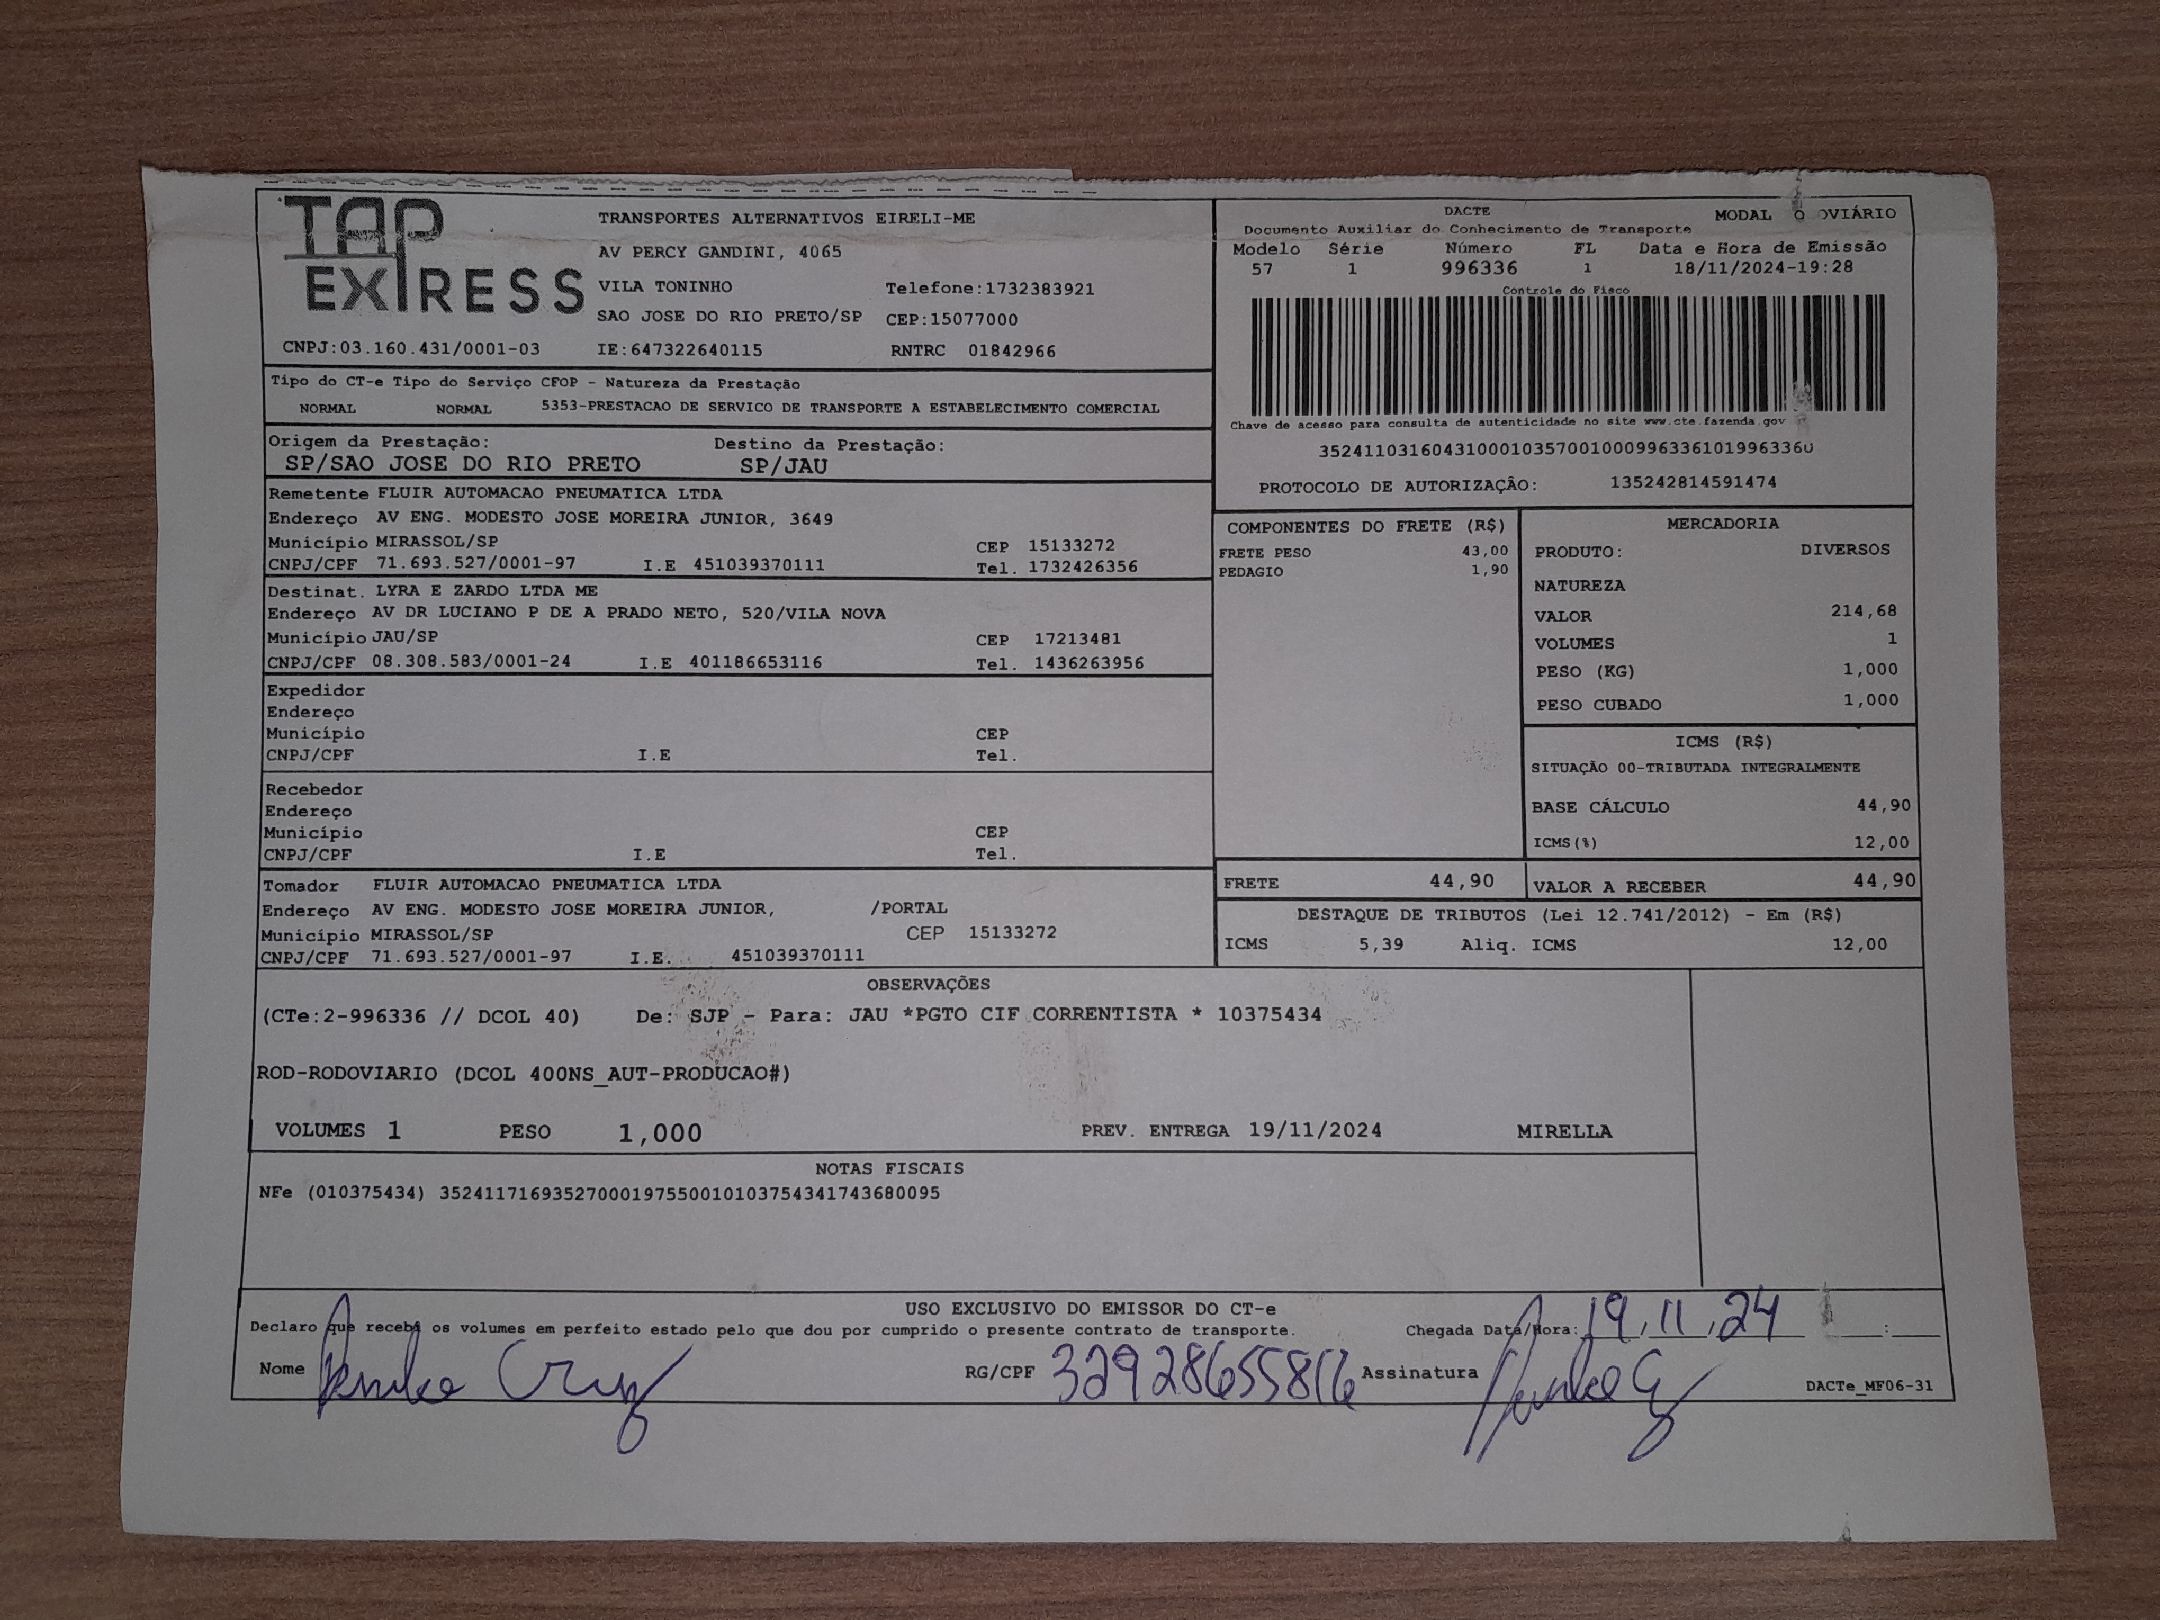 TAP EXPRESS
TRANSPORTES ALTERNATIVOS EIRELI-ME
AV PERCY GANDINI, 4065
VILA TONINHO Telefone:1732383921
SAO JOSE DO RIO PRETO/SP CEP:15077000
CNPJ:03.160.431/0001-03 IE:647322640115 RNTRC 01842966
DACTE MODAL OVIÁRIO
Documento Auxiliar do Conhecimento de Transporte
Modelo Série Número FL Data e Hora de Emissão
57 1 996336 1 18/11/2024-19:28
Controle do Fisco
Chave de acesso para consulta de autenticidade no site www.cte.fazenda.gov
35241103160431000103570010009963361019963360
PROTOCOLO DE AUTORIZAÇÃO: 135242814591474
Tipo do CT-e Tipo do Serviço CFOP - Natureza da Prestação
NORMAL NORMAL 5353-PRESTACAO DE SERVICO DE TRANSPORTE A ESTABELECIMENTO COMERCIAL
Origem da Prestação: Destino da Prestação:
SP/SAO JOSE DO RIO PRETO SP/JAU
Remetente FLUIR AUTOMACAO PNEUMATICA LTDA
Endereço AV ENG. MODESTO JOSE MOREIRA JUNIOR, 3649
Município MIRASSOL/SP CEP 15133272
CNPJ/CPF 71.693.527/0001-97 I.E 451039370111 Tel. 1732426356
Destinat. LYRA E ZARDO LTDA ME
Endereço AV DR LUCIANO P DE A PRADO NETO, 520/VILA NOVA
Município JAU/SP CEP 17213481
CNPJ/CPF 08.308.583/0001-24 I.E 401186653116 Tel. 1436263956
Expedidor
Endereço
Município CEP
CNPJ/CPF I.E Tel.
Recebedor
Endereço
Município CEP
CNPJ/CPF I.E Tel.
Tomador FLUIR AUTOMACAO PNEUMATICA LTDA
Endereço AV ENG. MODESTO JOSE MOREIRA JUNIOR, /PORTAL
Município MIRASSOL/SP CEP 15133272
CNPJ/CPF 71.693.527/0001-97 I.E. 451039370111
COMPONENTES DO FRETE (R$)
FRETE PESO 43,00
PEDAGIO 1,90
MERCADORIA
PRODUTO: DIVERSOS
NATUREZA
VALOR 214,68
VOLUMES 1
PESO (KG) 1,000
PESO CUBADO 1,000
ICMS (R$)
SITUAÇÃO 00-TRIBUTADA INTEGRALMENTE
BASE CÁLCULO 44,90
ICMS(%) 12,00
FRETE 44,90 VALOR A RECEBER 44,90
DESTAQUE DE TRIBUTOS (Lei 12.741/2012) - Em (R$)
ICMS 5,39 Aliq. ICMS 12,00
OBSERVAÇÕES
(CTe:2-996336 // DCOL 40) De: SJP - Para: JAU *PGTO CIF CORRENTISTA * 10375434
ROD-RODOVIARIO (DCOL 400NS_AUT-PRODUCAO#)
VOLUMES 1 PESO 1,000 PREV. ENTREGA 19/11/2024 MIRELLA
NOTAS FISCAIS
NFe (010375434) 35241171693527000197550010103754341743680095
USO EXCLUSIVO DO EMISSOR DO CT-e
Declaro que recebi os volumes em perfeito estado pelo que dou por cumprido o presente contrato de transporte. Chegada Data/Hora: 19.11.24
Nome Cruz RG/CPF 32928655816 Assinatura
DACTe_MF06-31